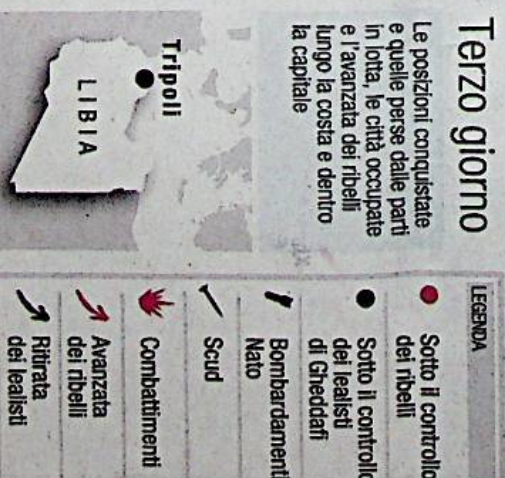 Terzo giorno
Le posizioni conquistate
e quelle perse dalle parti
in lotta, le città occupate
e l'avanzata dei ribelli
lungo la costa e dentro
la capitale
Tripoli
LIBIA
LEGENDA
Sotto il controllo
dei ribelli
Sotto il controllo
dei lealisti
di Gheddafi
Bombardamenti
Nato
Scud
Combattimenti
Avanzata
dei ribelli
Ritirata
dei lealisti